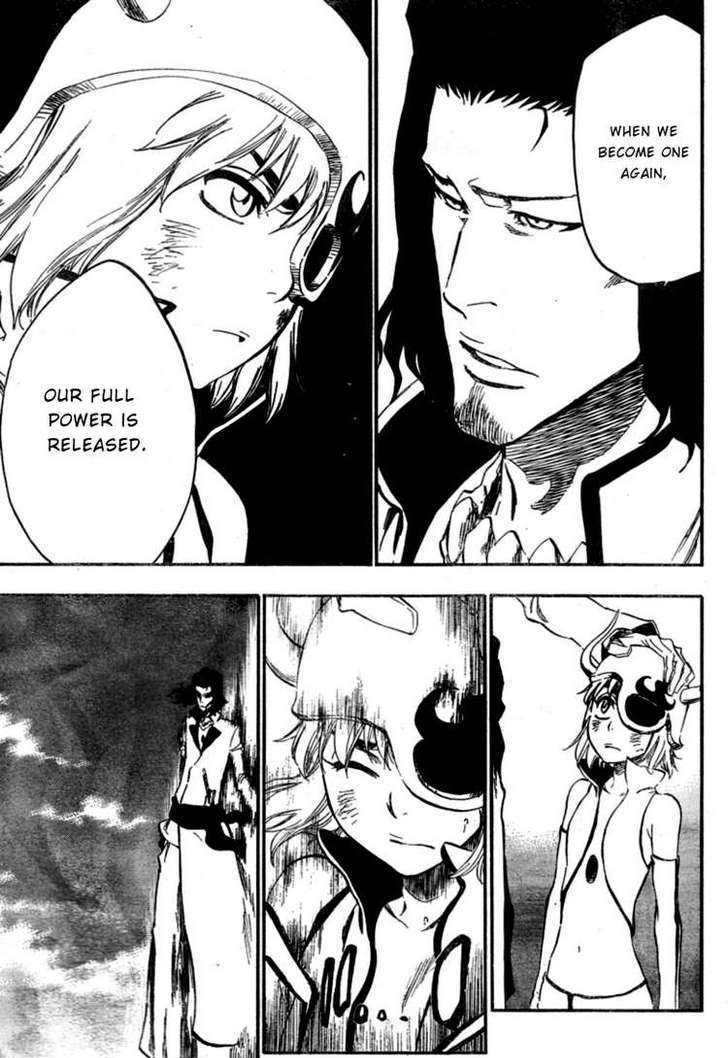 WHEN WE
BECOME ONE
AGAIN,
OUR FULL
POWER IS
RELEASED.